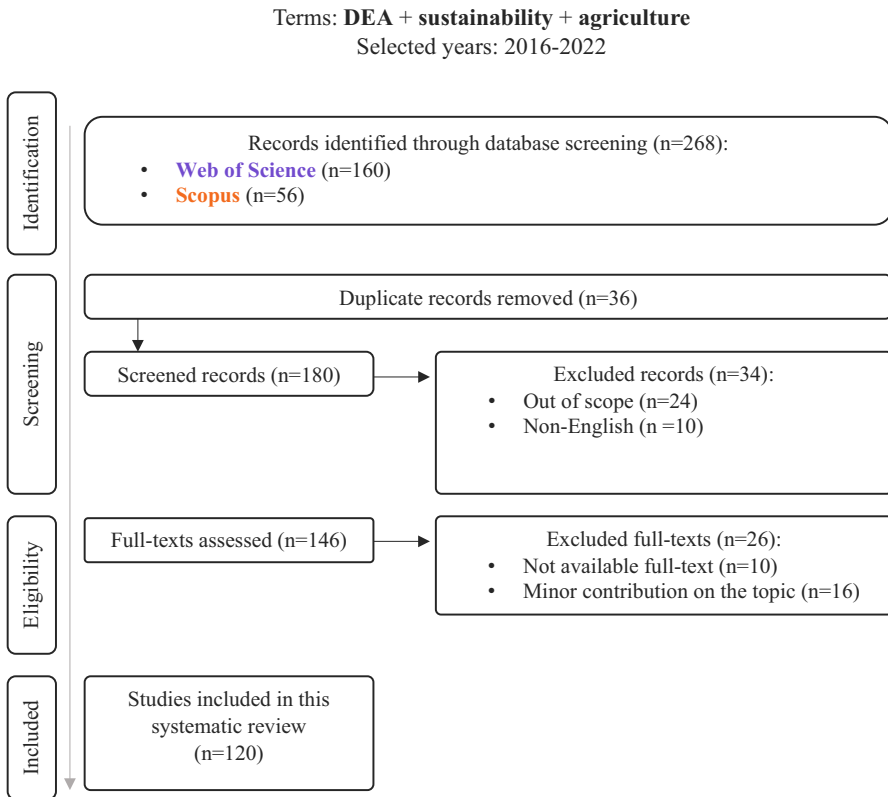 Terms: DEA + sustainability + agriculture
Selected years: 2016-2022
Identification
Records identified through database screening (n=268):
• Web of Science (n=160)
• Scopus (n=56)
Screening
Duplicate records removed (n=36)
Screened records (n=180)
Excluded records (n=34):
• Out of scope (n=24)
• Non-English (n =10)
Eligibility
Full-texts assessed (n=146)
Excluded full-texts (n=26):
• Not available full-text (n=10)
• Minor contribution on the topic (n=16)
Included
Studies included in this
systematic review
(n=120)